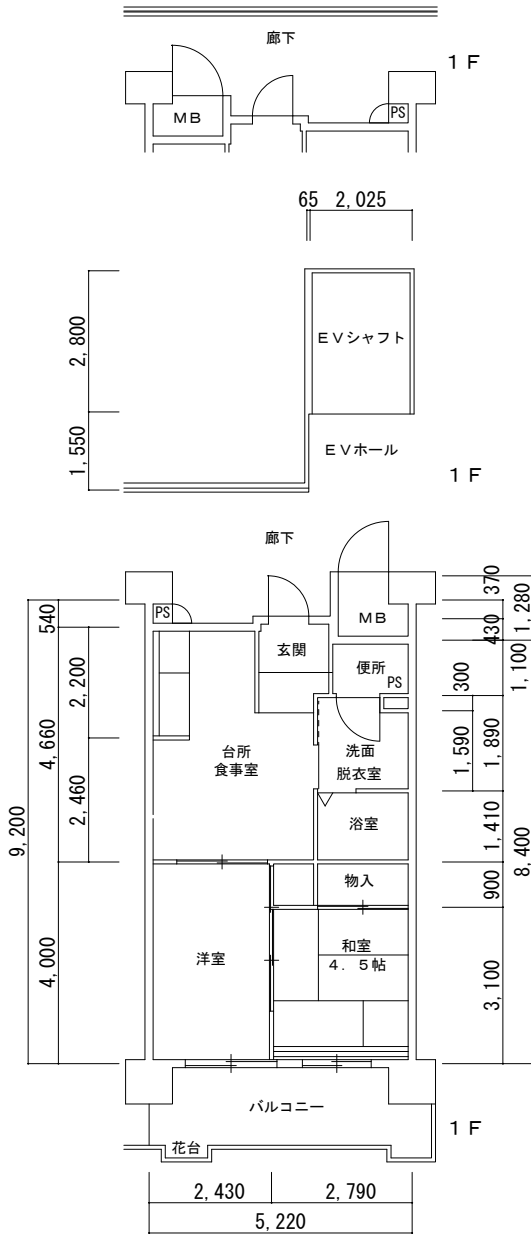 廊下
1 F
MB
PS
65 2,025
2,800
EVシャフト
1,550
EVホール
1 F
廊下
370
540
PS
MB
430
1,280
玄関
2,200
便所
300
1,100
PS
4,660
台所
食事室
洗面
脱衣室
1,590
1,890
2,460
9,200
浴室
1,410
8,400
物入
900
洋室
和室
4.5帖
4,000
3,100
バルコニー
1 F
花台
2,430 2,790
5,220